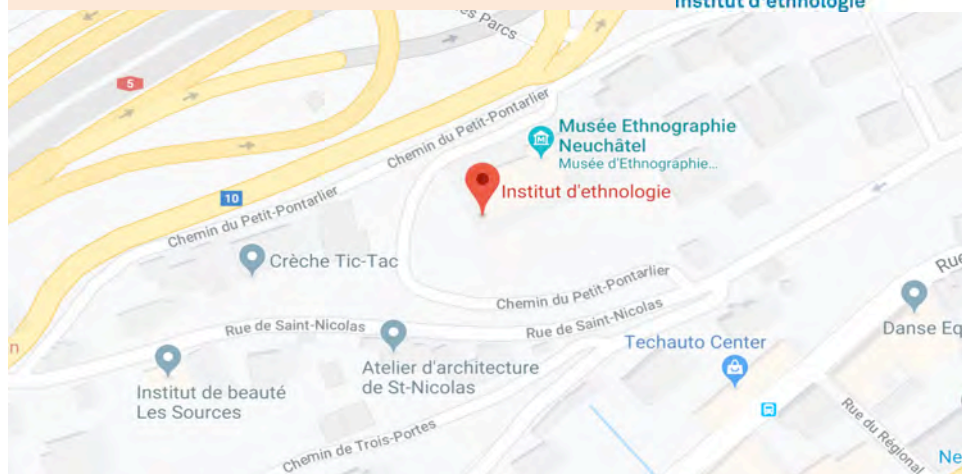 Institut d'ethnologie
es Parcs
5
Chemin du Petit-Pontarlier
Musée Ethnographie
Neuchâtel
Musée d'Ethnographie...
Institut d'ethnologie
10
Chemin du Petit-Pontarlier
Crèche Tic-Tac
Chemin du Petit-Pontarlier
Rue
Rue de Saint-Nicolas
Rue de Saint-Nicolas
Danse Eq
Techauto Center
n
Atelier d'architecture
de St-Nicolas
Institut de beauté
Les Sources
Rue du Régional
Chemin de Trois-Portes
Ne